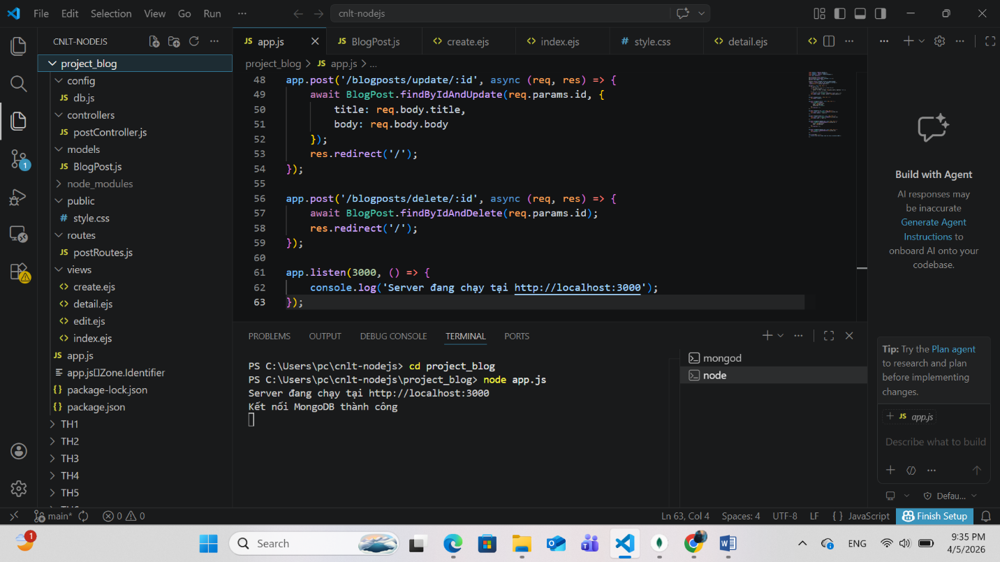 File Edit Selection View Go Run ···
cnlt-nodejs
CNLT-NODEJS
project_blog
config
JS db.js
controllers
JS postController.js
models
JS BlogPost.js
node_modules
public
# style.css
routes
JS postRoutes.js
views
<> create.ejs
<> detail.ejs
<> edit.ejs
<> index.ejs
JS app.js
app.js▯Zone.Identifier
{} package-lock.json
{} package.json
TH1
TH2
TH3
TH4
TH5
1
JS app.js
JS BlogPost.js
<> create.ejs
<> index.ejs
# style.css
<> detail.ejs
project_blog > JS app.js > ...
48 app.post('/blogposts/update/:id', async (req, res) => {
49 await BlogPost.findByIdAndUpdate(req.params.id, {
50 title: req.body.title,
51 body: req.body.body
52 });
53 res.redirect('/');
54 });
55
56 app.post('/blogposts/delete/:id', async (req, res) => {
57 await BlogPost.findByIdAndDelete(req.params.id);
58 res.redirect('/');
59 });
60
61 app.listen(3000, () => {
62 console.log('Server đang chạy tại http://localhost:3000');
63 });
PROBLEMS OUTPUT DEBUG CONSOLE TERMINAL PORTS
PS C:\Users\pc\cnlt-nodejs> cd project_blog
PS C:\Users\pc\cnlt-nodejs\project_blog> node app.js
Server đang chạy tại http://localhost:3000
Kết nối MongoDB thành công
mongod
node
Build with Agent
AI responses may
be inaccurate
Generate Agent
Instructions to
onboard AI onto your
codebase.
Tip: Try the Plan agent
to research and plan
before implementing
changes.
JS app.js
Describe what to build
Defau...
main*
0 0
Ln 63, Col 4 Spaces: 4 UTF-8 LF {} JavaScript Finish Setup
1
Search
ENG
9:35 PM
4/5/2026